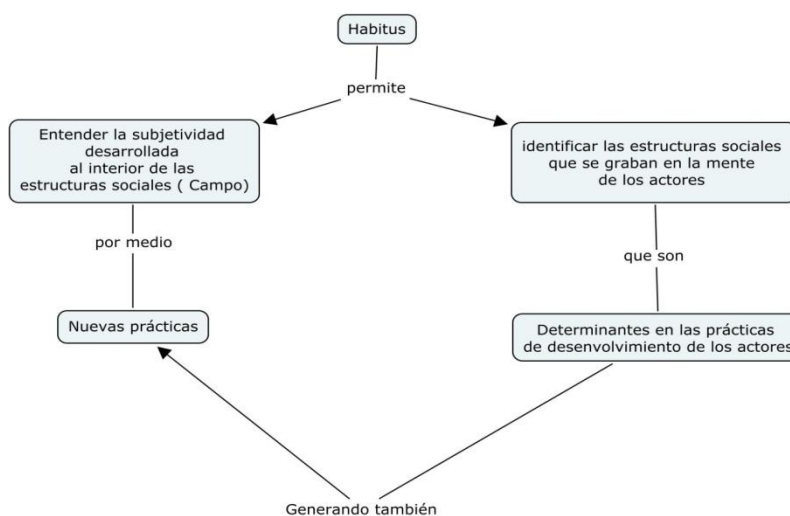 Habitus
permite
Entender la subjetividad
desarrollada
al interior de las
estructuras sociales ( Campo)
identificar las estructuras sociales
que se graban en la mente
de los actores
por medio
que son
Nuevas prácticas
Determinantes en las prácticas
de desenvolvimiento de los actores
Generando también